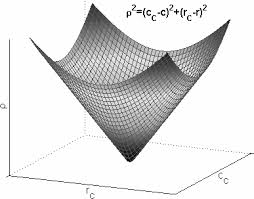 ρ²=(c_C-c)²+(r_C-r)²
ρ
r_C
c_C